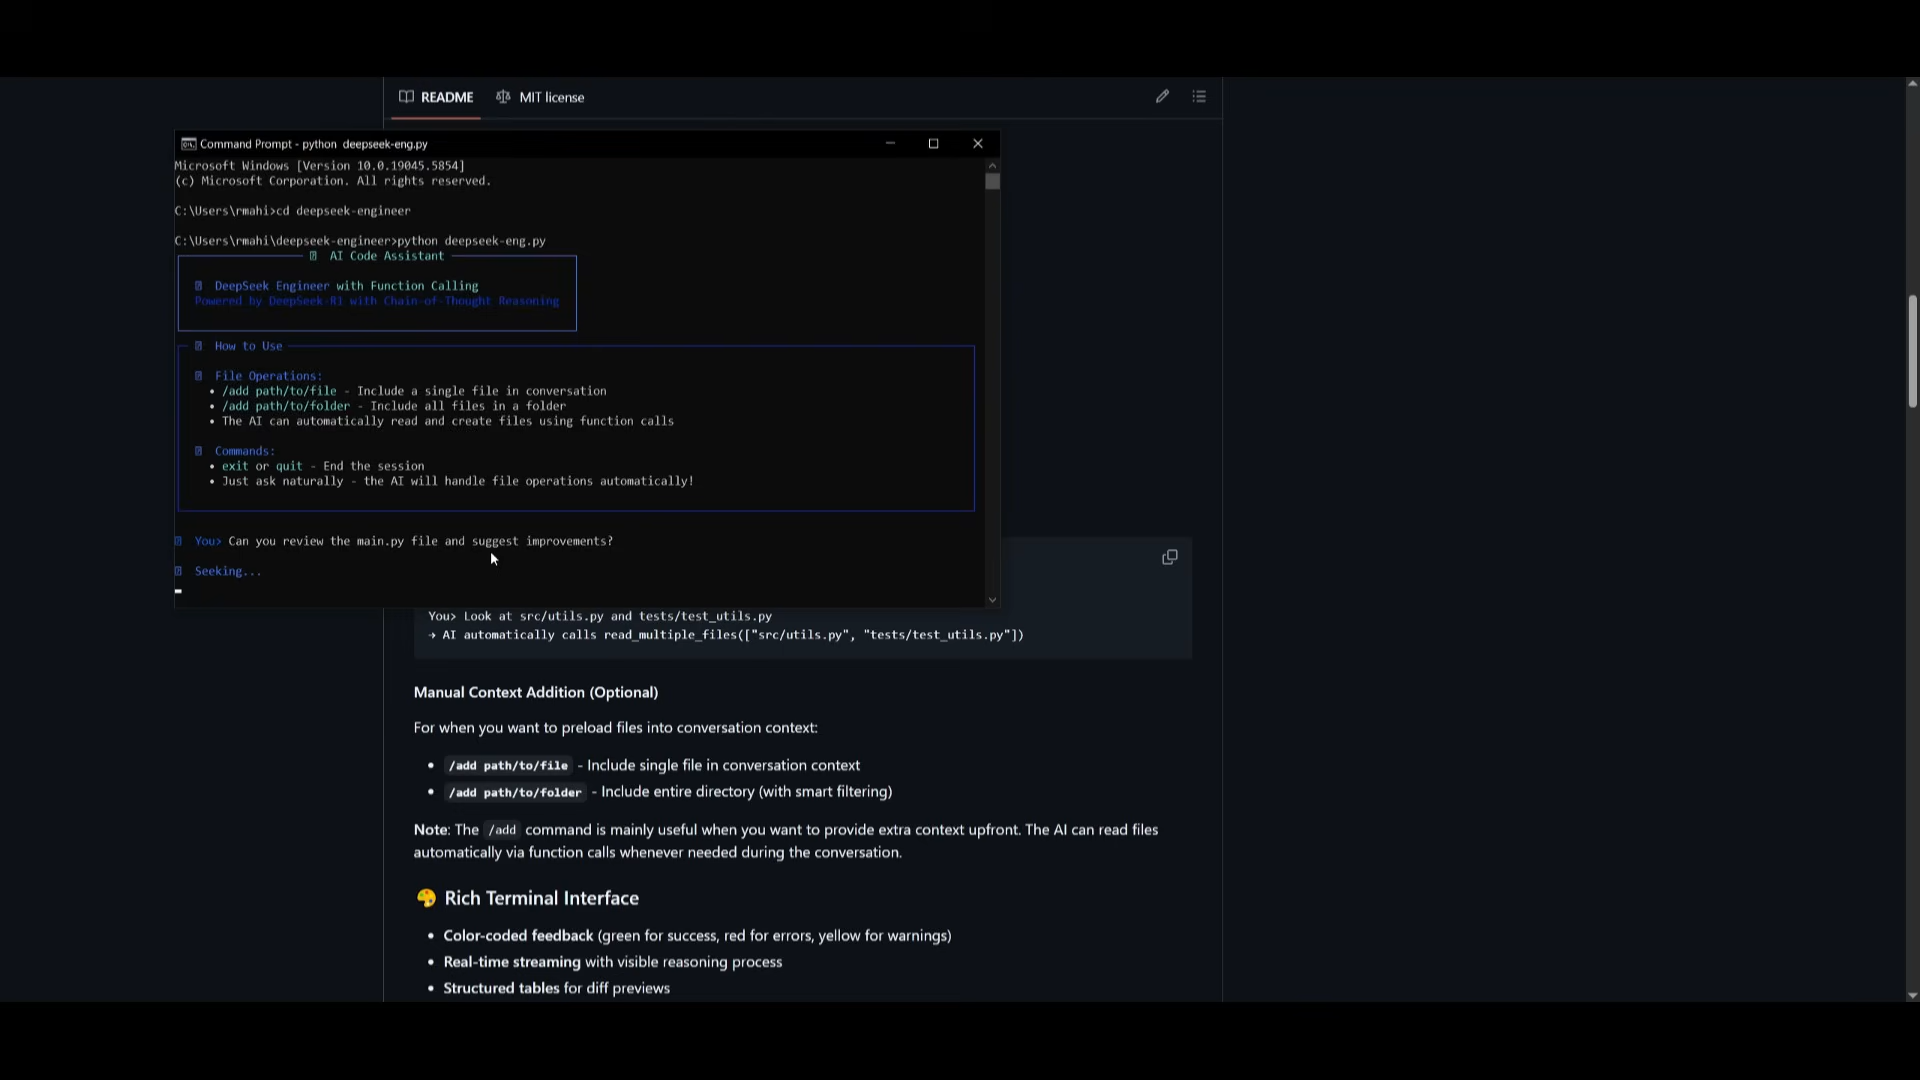 README
MIT license
Command Prompt - python deepseek-eng.py
Microsoft Windows [Version 10.0.19045.5854]
(c) Microsoft Corporation. All rights reserved.
C:\Users\rmahi>cd deepseek-engineer
C:\Users\rmahi\deepseek-engineer>python deepseek-eng.py
AI Code Assistant
DeepSeek Engineer with Function Calling
Powered by DeepSeek-R1 with Chain-of-Thought Reasoning
How to Use
File Operations:
• /add path/to/file - Include a single file in conversation
• /add path/to/folder - Include all files in a folder
• The AI can automatically read and create files using function calls
Commands:
• exit or quit - End the session
• Just ask naturally - the AI will handle file operations automatically!
You> Can you review the main.py file and suggest improvements?
Seeking...
You> Look at src/utils.py and tests/test_utils.py
→ AI automatically calls read_multiple_files(["src/utils.py", "tests/test_utils.py"])
Manual Context Addition (Optional)
For when you want to preload files into conversation context:
• /add path/to/file - Include single file in conversation context
• /add path/to/folder - Include entire directory (with smart filtering)
Note: The /add command is mainly useful when you want to provide extra context upfront. The AI can read files
automatically via function calls whenever needed during the conversation.
🎨 Rich Terminal Interface
• Color-coded feedback (green for success, red for errors, yellow for warnings)
• Real-time streaming with visible reasoning process
• Structured tables for diff previews